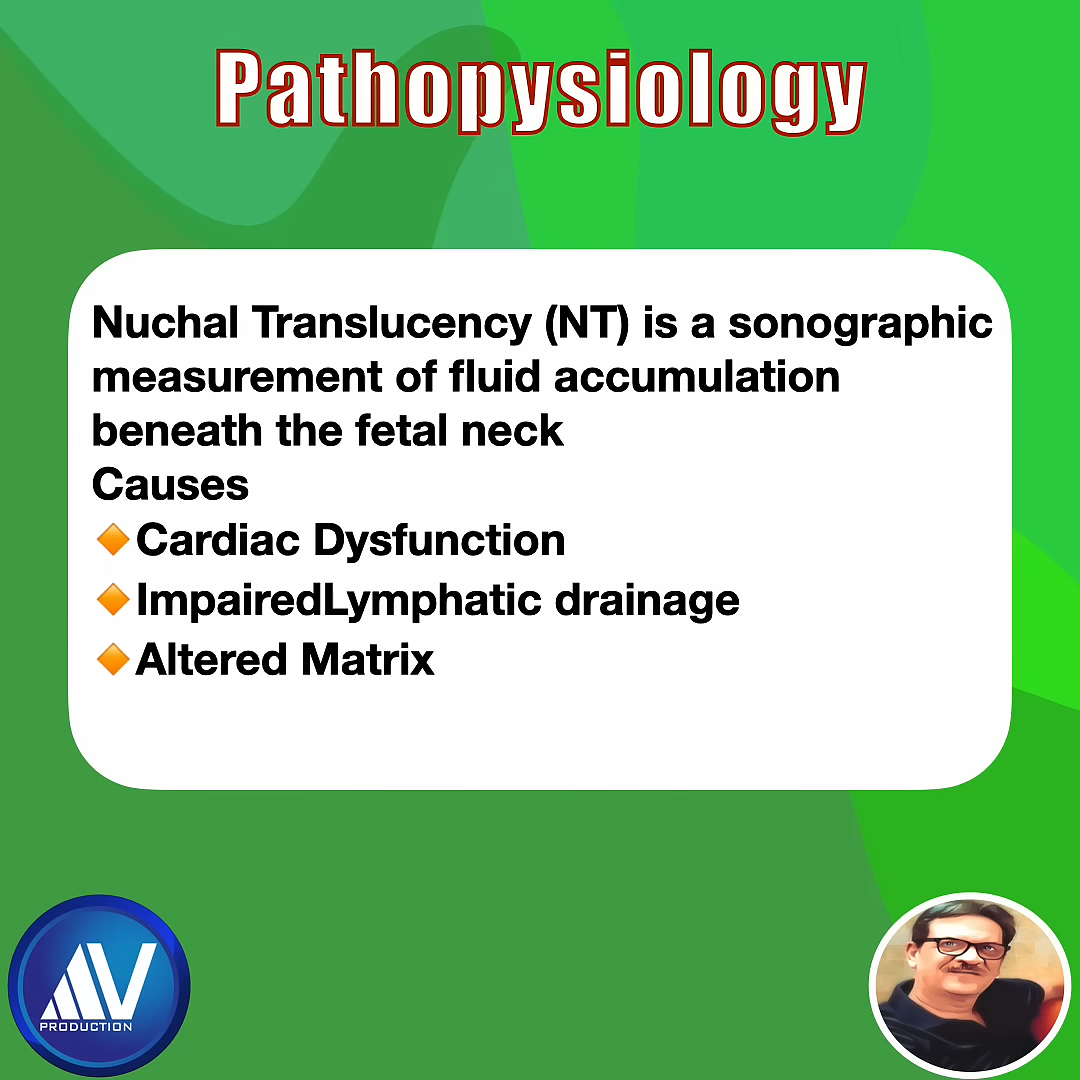 Pathopysiology
Nuchal Translucency (NT) is a sonographic
measurement of fluid accumulation
beneath the fetal neck
Causes
🔶Cardiac Dysfunction
🔶ImpairedLymphatic drainage
🔶Altered Matrix
AV
PRODUCTION